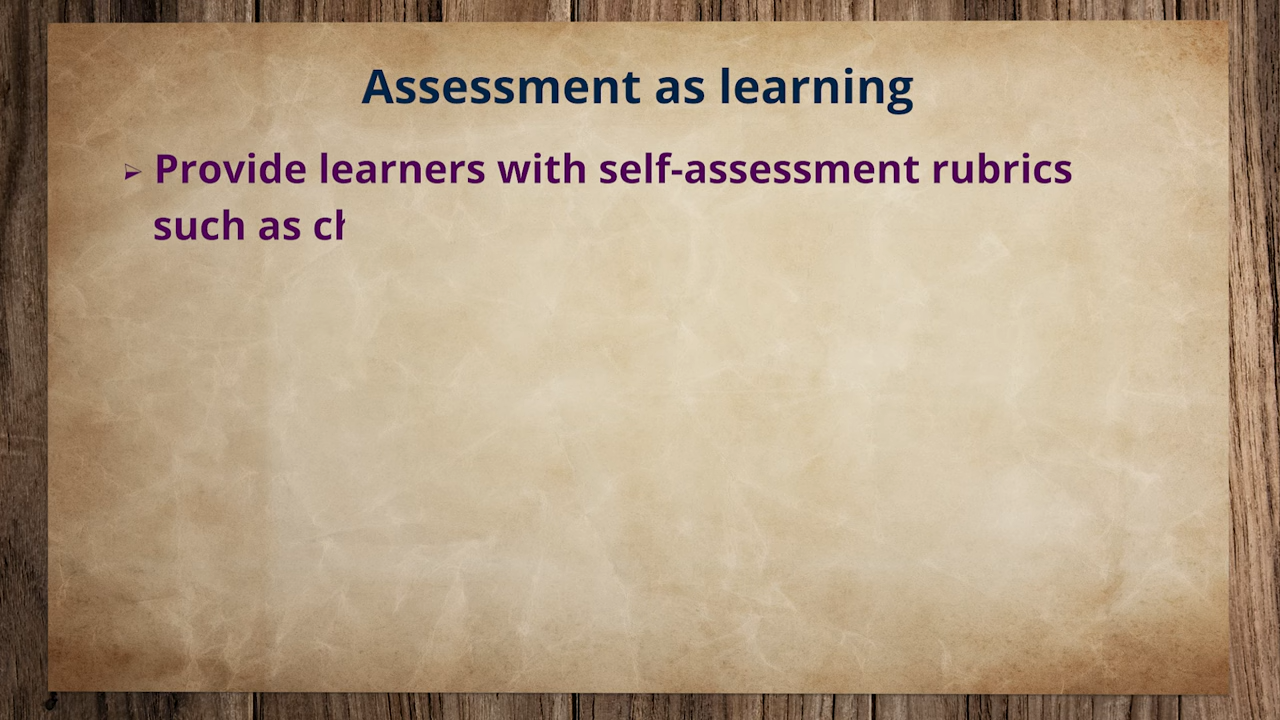 Assessment as learning
Provide learners with self-assessment rubrics
such as